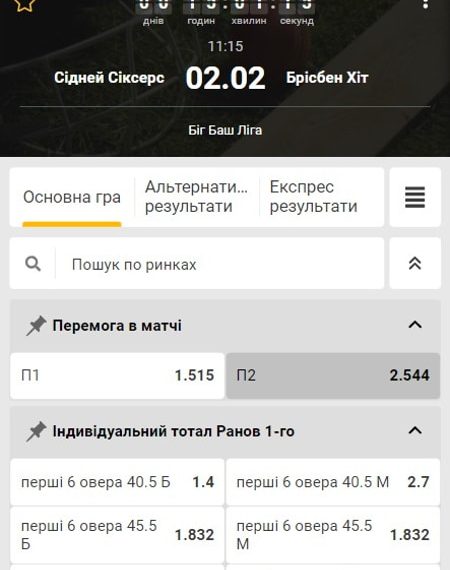 днів годин хвилин секунд
11:15
Сідней Сіксерс 02.02 Брісбен Хіт
Біг Баш Ліга
Основна гра
Альтернати...
результати
Експрес
результати
Пошук по ринках
Перемога в матчі
П1 1.515 П2 2.544
Індивідуальний тотал Ранов 1-го
перші 6 овера 40.5 Б 1.4 перші 6 овера 40.5 М 2.7
перші 6 овера 45.5
Б
1.832
перші 6 овера 45.5
М
1.832